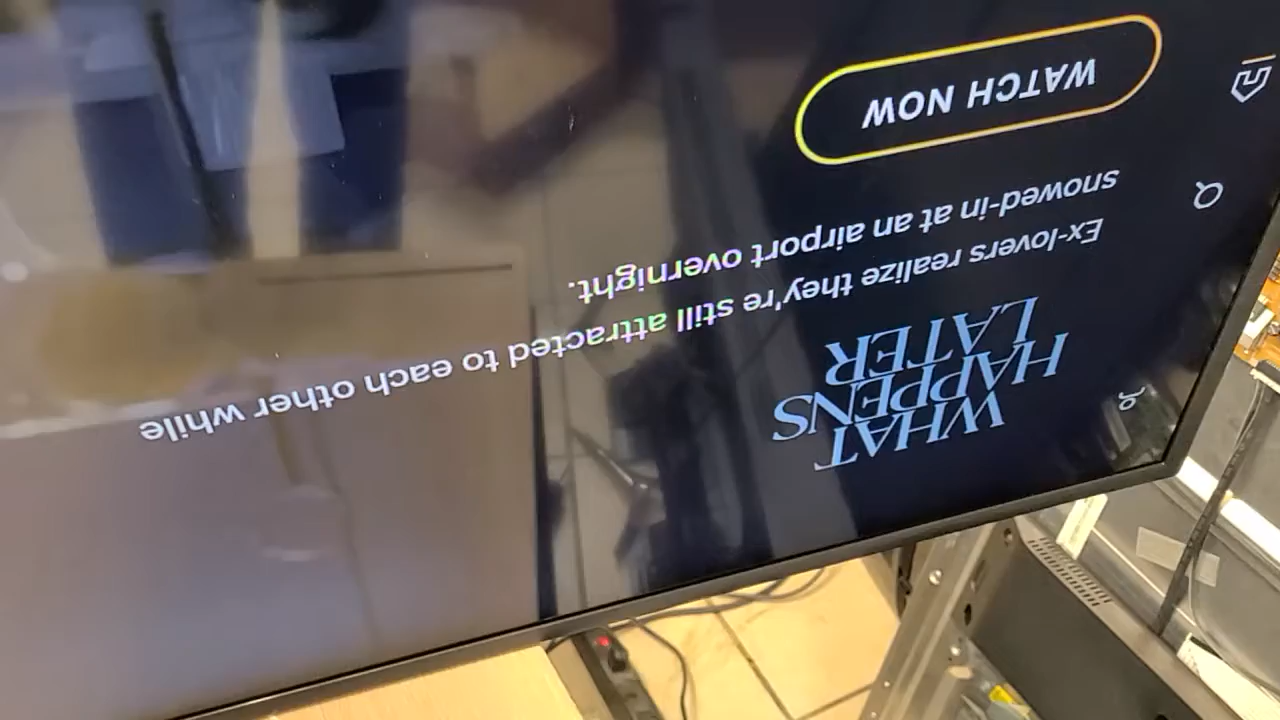 WHAT
HAPPENS
LATER
Ex-lovers realize they're still attracted to each other while
snowed-in at an airport overnight.
WATCH NOW